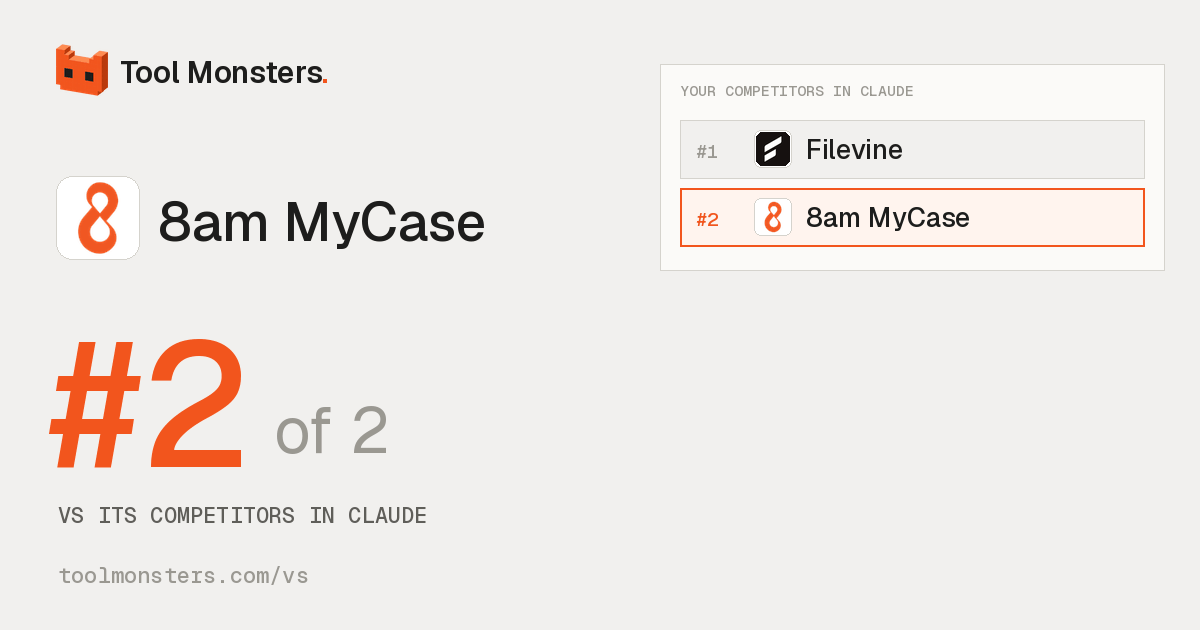 Tool Monsters.
8am MyCase
#2 of 2
VS ITS COMPETITORS IN CLAUDE
toolmonsters.com/vs
YOUR COMPETITORS IN CLAUDE
#1 Filevine
#2 8am MyCase